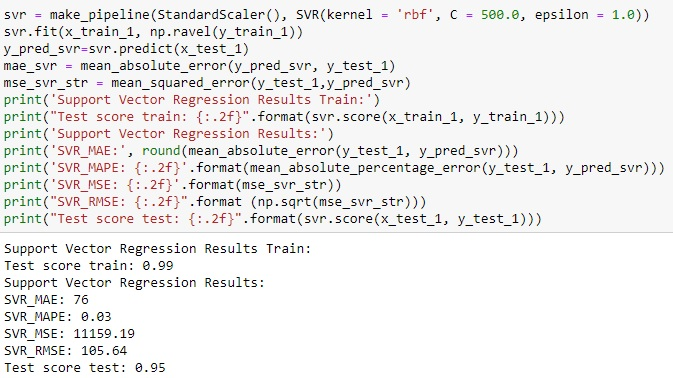 svr = make_pipeline(StandardScaler(), SVR(kernel = 'rbf', C = 500.0, epsilon = 1.0))
svr.fit(x_train_1, np.ravel(y_train_1))
y_pred_svr=svr.predict(x_test_1)
mae_svr = mean_absolute_error(y_pred_svr, y_test_1)
mse_svr_str = mean_squared_error(y_test_1,y_pred_svr)
print('Support Vector Regression Results Train:')
print("Test score train: {:.2f}".format(svr.score(x_train_1, y_train_1)))
print('Support Vector Regression Results:')
print('SVR_MAE:', round(mean_absolute_error(y_test_1, y_pred_svr)))
print('SVR_MAPE: {:.2f}'.format(mean_absolute_percentage_error(y_test_1, y_pred_svr)))
print('SVR_MSE: {:.2f}'.format(mse_svr_str))
print("SVR_RMSE: {:.2f}".format (np.sqrt(mse_svr_str)))
print("Test score test: {:.2f}".format(svr.score(x_test_1, y_test_1)))
Support Vector Regression Results Train:
Test score train: 0.99
Support Vector Regression Results:
SVR_MAE: 76
SVR_MAPE: 0.03
SVR_MSE: 11159.19
SVR_RMSE: 105.64
Test score test: 0.95